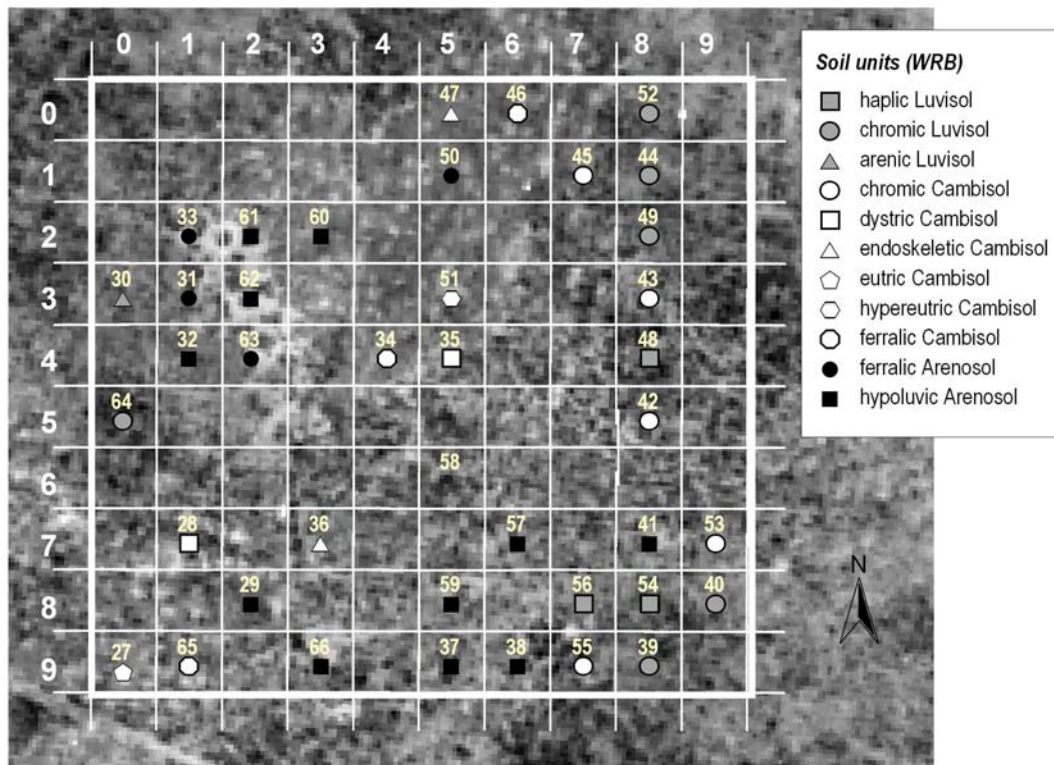 0 1 2 3 4 5 6 7 8 9
Soil units (WRB)
haplic Luvisol
chromic Luvisol
arenic Luvisol
chromic Cambisol
dystric Cambisol
endoskeletic Cambisol
eutric Cambisol
hypereutric Cambisol
ferralic Cambisol
ferralic Arenosol
hypoluvic Arenosol
0 47 46 52
1 50 45 44
2 33 61 60 49
3 30 31 62 51 43
4 32 63 34 35 48
5 64 42
6 58
7 28 36 57 41 53
8 29 59 56 54 40
9 27 65 66 37 38 55 39
N